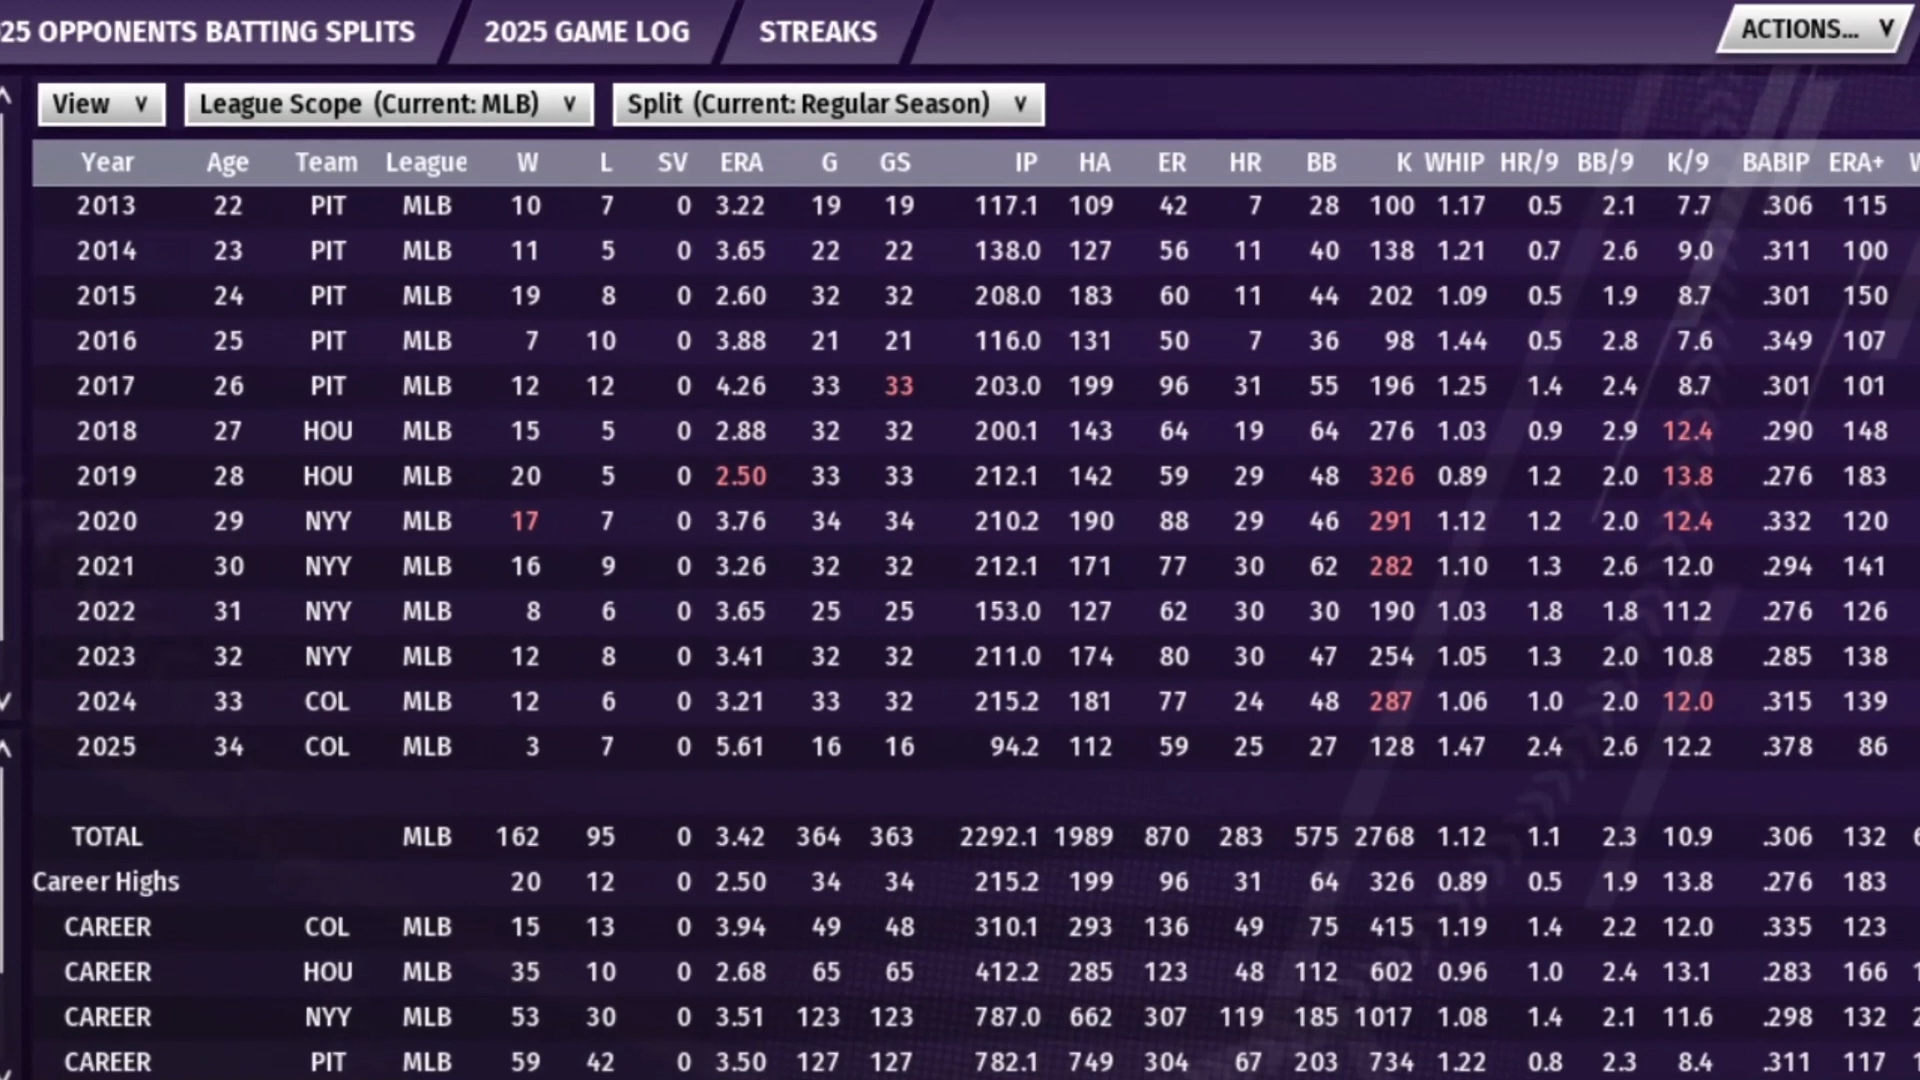 25 OPPONENTS BATTING SPLITS 2025 GAME LOG STREAKS ACTIONS...
View League Scope (Current: MLB) Split (Current: Regular Season)
Year Age Team League W L SV ERA G GS IP HA ER HR BB K WHIP HR/9 BB/9 K/9 BABIP ERA+
2013 22 PIT MLB 10 7 0 3.22 19 19 117.1 109 42 7 28 100 1.17 0.5 2.1 7.7 .306 115
2014 23 PIT MLB 11 5 0 3.65 22 22 138.0 127 56 11 40 138 1.21 0.7 2.6 9.0 .311 100
2015 24 PIT MLB 19 8 0 2.60 32 32 208.0 183 60 11 44 202 1.09 0.5 1.9 8.7 .301 150
2016 25 PIT MLB 7 10 0 3.88 21 21 116.0 131 50 7 36 98 1.44 0.5 2.8 7.6 .349 107
2017 26 PIT MLB 12 12 0 4.26 33 33 203.0 199 96 31 55 196 1.25 1.4 2.4 8.7 .301 101
2018 27 HOU MLB 15 5 0 2.88 32 32 200.1 143 64 19 64 276 1.03 0.9 2.9 12.4 .290 148
2019 28 HOU MLB 20 5 0 2.50 33 33 212.1 142 59 29 48 326 0.89 1.2 2.0 13.8 .276 183
2020 29 NYY MLB 17 7 0 3.76 34 34 210.2 190 88 29 46 291 1.12 1.2 2.0 12.4 .332 120
2021 30 NYY MLB 16 9 0 3.26 32 32 212.1 171 77 30 62 282 1.10 1.3 2.6 12.0 .294 141
2022 31 NYY MLB 8 6 0 3.65 25 25 153.0 127 62 30 30 190 1.03 1.8 1.8 11.2 .276 126
2023 32 NYY MLB 12 8 0 3.41 32 32 211.0 174 80 30 47 254 1.05 1.3 2.0 10.8 .285 138
2024 33 COL MLB 12 6 0 3.21 33 32 215.2 181 77 24 48 287 1.06 1.0 2.0 12.0 .315 139
2025 34 COL MLB 3 7 0 5.61 16 16 94.2 112 59 25 27 128 1.47 2.4 2.6 12.2 .378 86
TOTAL MLB 162 95 0 3.42 364 363 2292.1 1989 870 283 575 2768 1.12 1.1 2.3 10.9 .306 132
Career Highs 20 12 0 2.50 34 34 215.2 199 96 31 64 326 0.89 0.5 1.9 13.8 .276 183
CAREER COL MLB 15 13 0 3.94 49 48 310.1 293 136 49 75 415 1.19 1.4 2.2 12.0 .335 123
CAREER HOU MLB 35 10 0 2.68 65 65 412.2 285 123 48 112 602 0.96 1.0 2.4 13.1 .283 166
CAREER NYY MLB 53 30 0 3.51 123 123 787.0 662 307 119 185 1017 1.08 1.4 2.1 11.6 .298 132
CAREER PIT MLB 59 42 0 3.50 127 127 782.1 749 304 67 203 734 1.22 0.8 2.3 8.4 .311 117